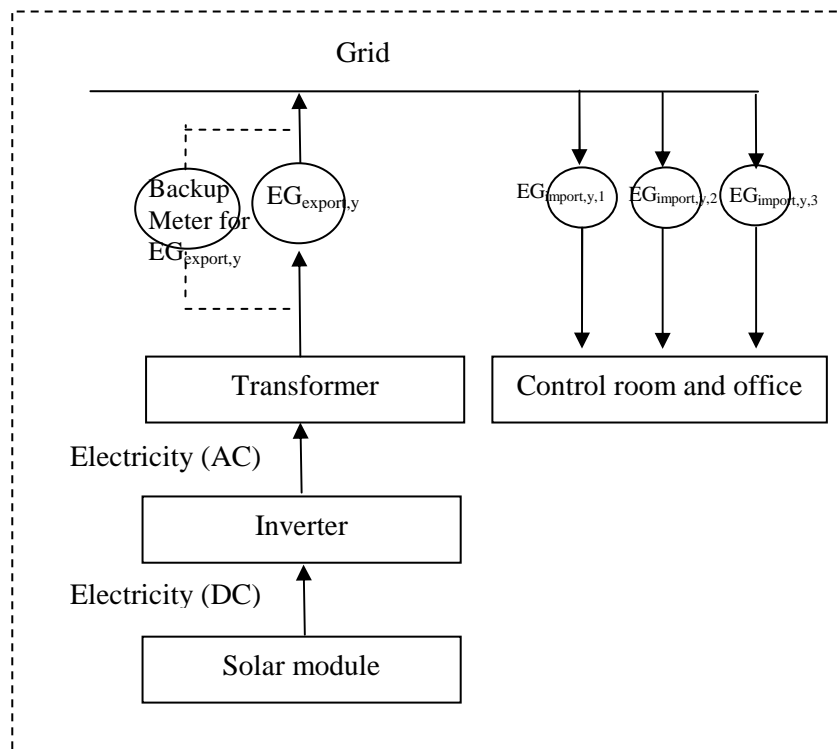 Grid
Backup
Meter for
EGexport,y
EGexport,y
EGimport,y,1
EGimport,y,2
EGimport,y,3
Transformer
Control room and office
Electricity (AC)
Inverter
Electricity (DC)
Solar module